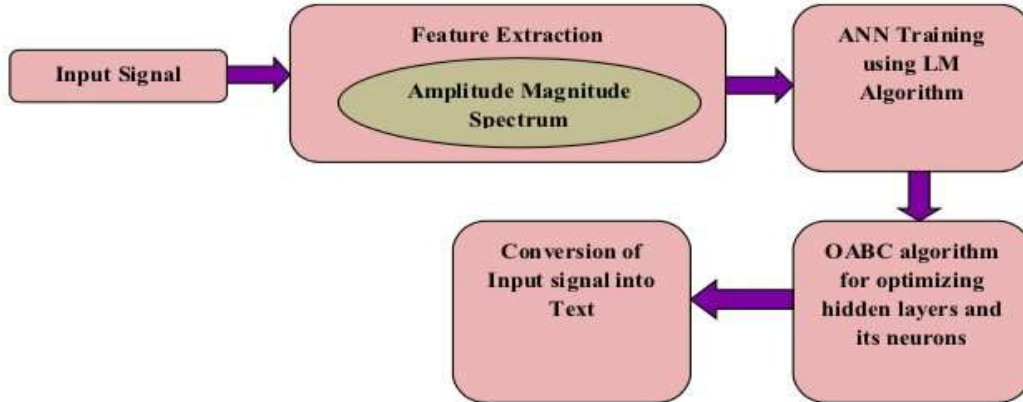 Input Signal
Feature Extraction
Amplitude Magnitude
Spectrum
ANN Training
using LM
Algorithm
OABC algorithm
for optimizing
hidden layers and
its neurons
Conversion of
Input signal into
Text